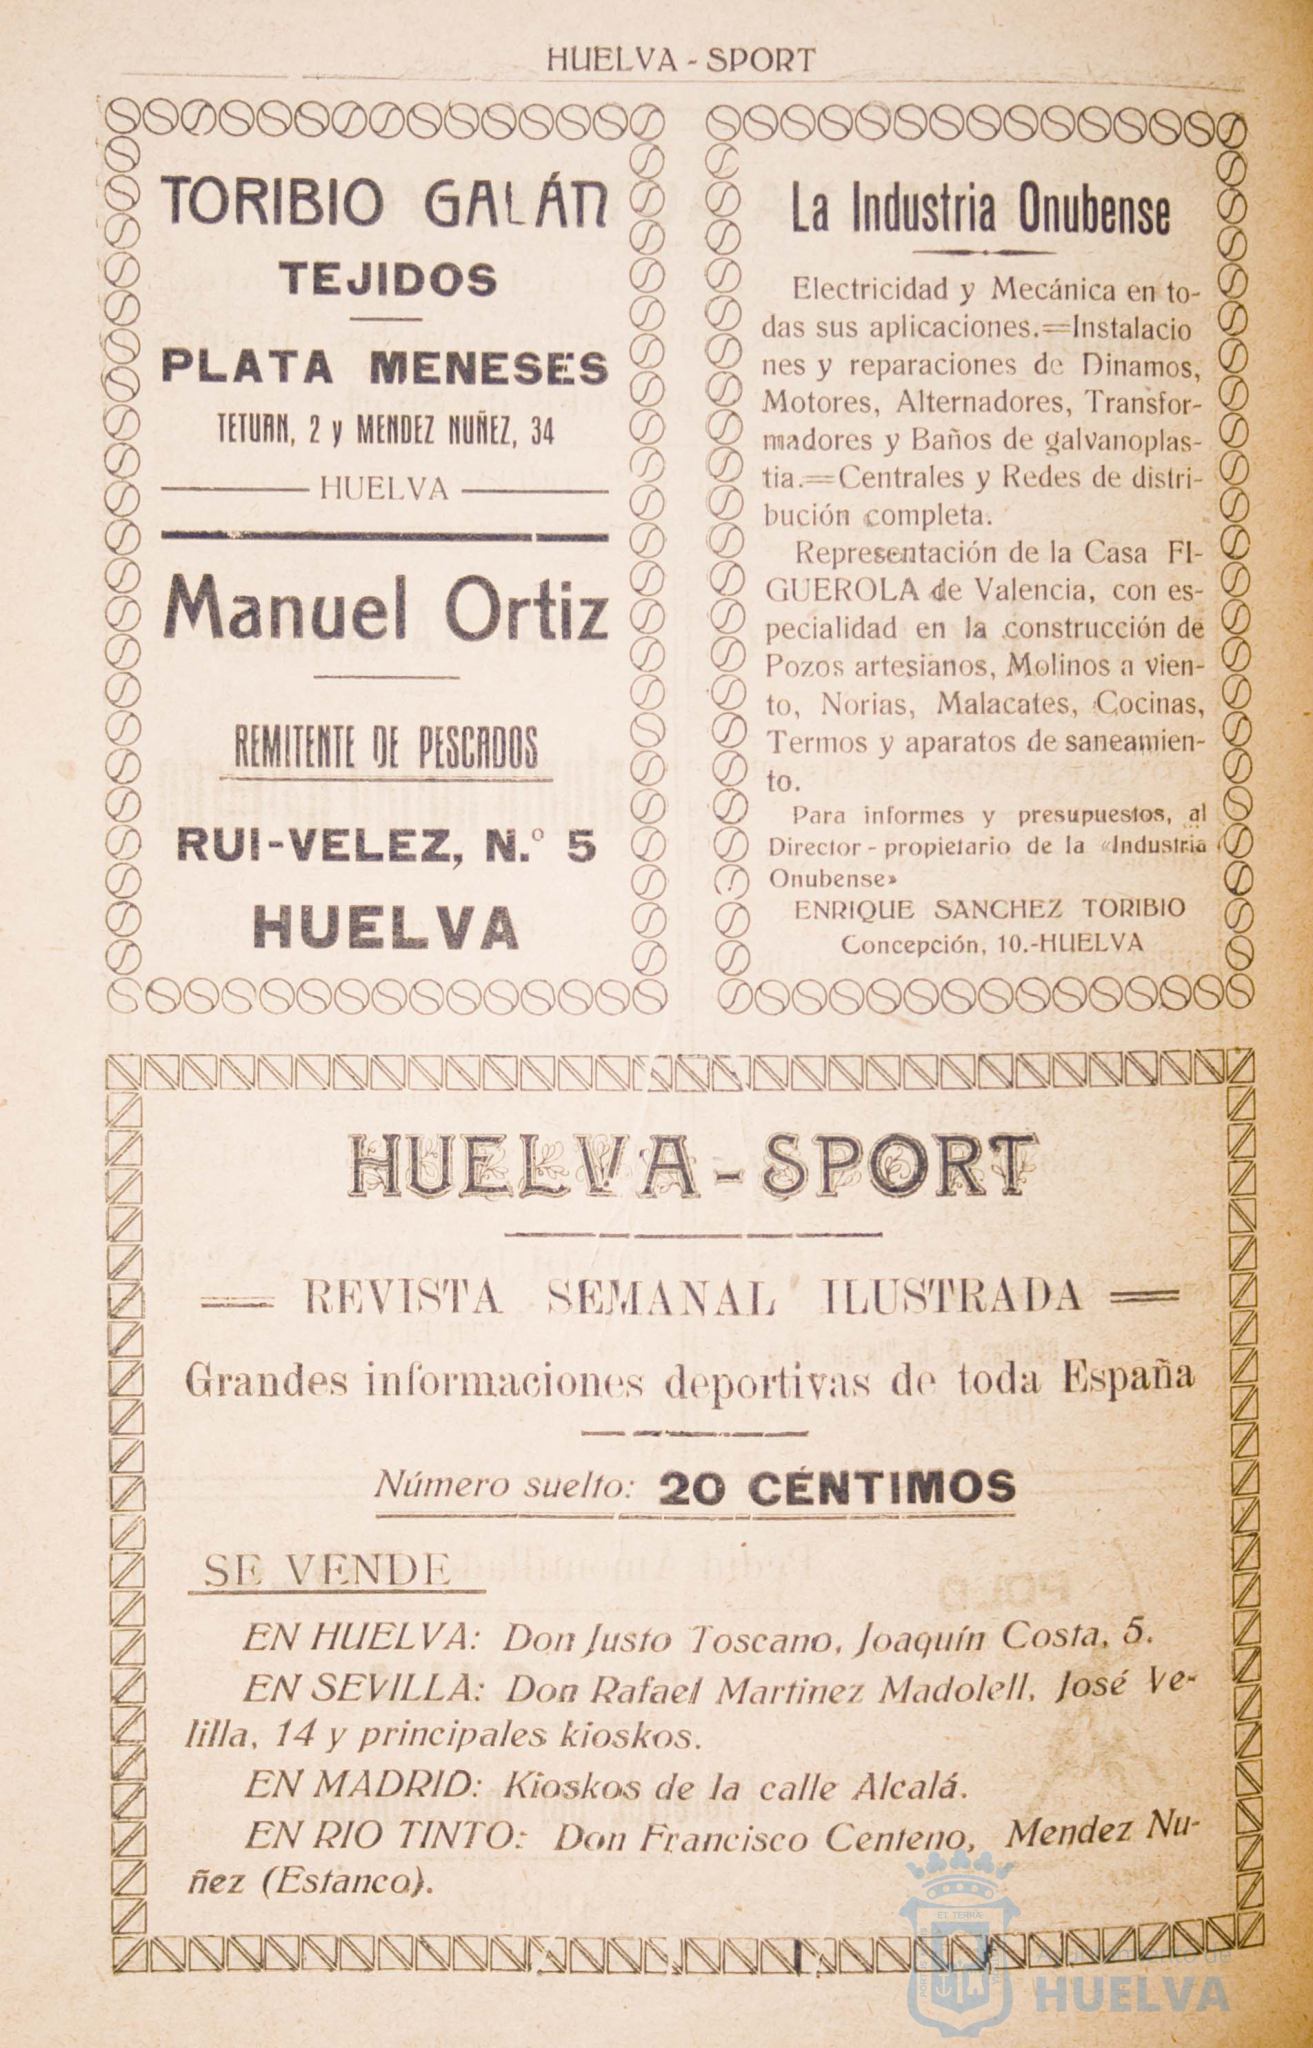 HUELVA - SPORT
TORIBIO GALÁN
TEJIDOS
PLATA MENESES
TETUAN, 2 y MENDEZ NUÑEZ, 34
HUELVA
Manuel Ortiz
REMITENTE DE PESCADOS
RUI-VELEZ, N.º 5
HUELVA
La Industria Onubense
Electricidad y Mecánica en to-
das sus aplicaciones.=Instalacio
nes y reparaciones de Dinamos,
Motores, Alternadores, Transfor-
madores y Baños de galvanoplas-
tia.=Centrales y Redes de distri-
bución completa.
Representación de la Casa FI-
GUEROLA de Valencia, con es-
pecialidad en la construcción de
Pozos artesianos, Molinos a vien-
to, Norias, Malacates, Cocinas,
Termos y aparatos de saneamien-
to.
Para informes y presupuestos, al
Director - propietario de la «Industria
Onubense»
ENRIQUE SANCHEZ TORIBIO
Concepción, 10.-HUELVA
HUELVA - SPORT
REVISTA SEMANAL ILUSTRADA
Grandes informaciones deportivas de toda España
Número suelto: 20 CÉNTIMOS
SE VENDE
EN HUELVA: Don Justo Toscano, Joaquín Costa, 5.
EN SEVILLA: Don Rafael Martinez Madolell, José Ve-
lilla, 14 y principales kioskos.
EN MADRID: Kioskos de la calle Alcalá.
EN RIO TINTO: Don Francisco Centeno, Mendez Nu-
ñez (Estanco).
Ayuntamiento de
HUELVA